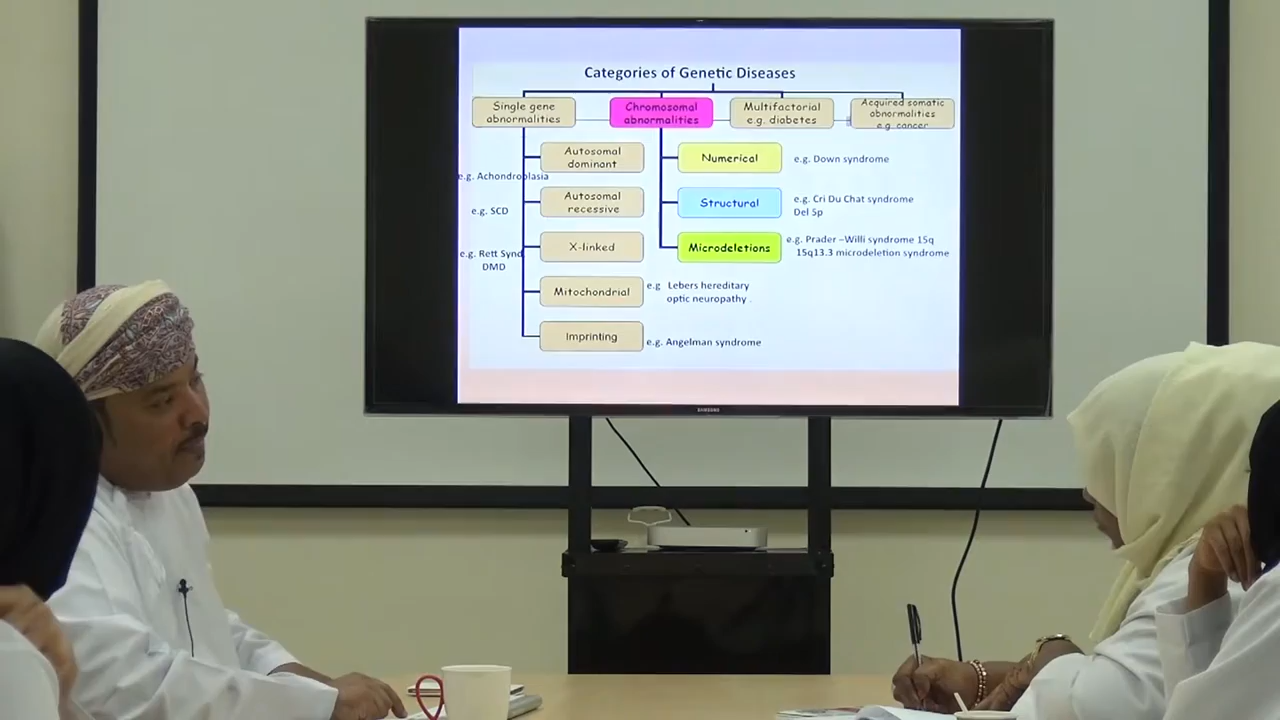 Categories of Genetic Diseases
Single gene
abnormalities
Chromosomal
abnormalities
Multifactorial
e.g. diabetes
Acquired somatic
abnormalities
e.g. cancer
Autosomal
dominant
e.g. Achondroplasia
Autosomal
recessive
e.g. SCD
X-linked
e.g. Rett Synd
DMD
Mitochondrial
e.g Lebers hereditary
optic neuropathy .
Imprinting
e.g. Angelman syndrome
Numerical
e.g. Down syndrome
Structural
e.g. Cri Du Chat syndrome
Del 5p
Microdeletions
e.g. Prader –Willi syndrome 15q
15q13.3 microdeletion syndrome
SAMSUNG